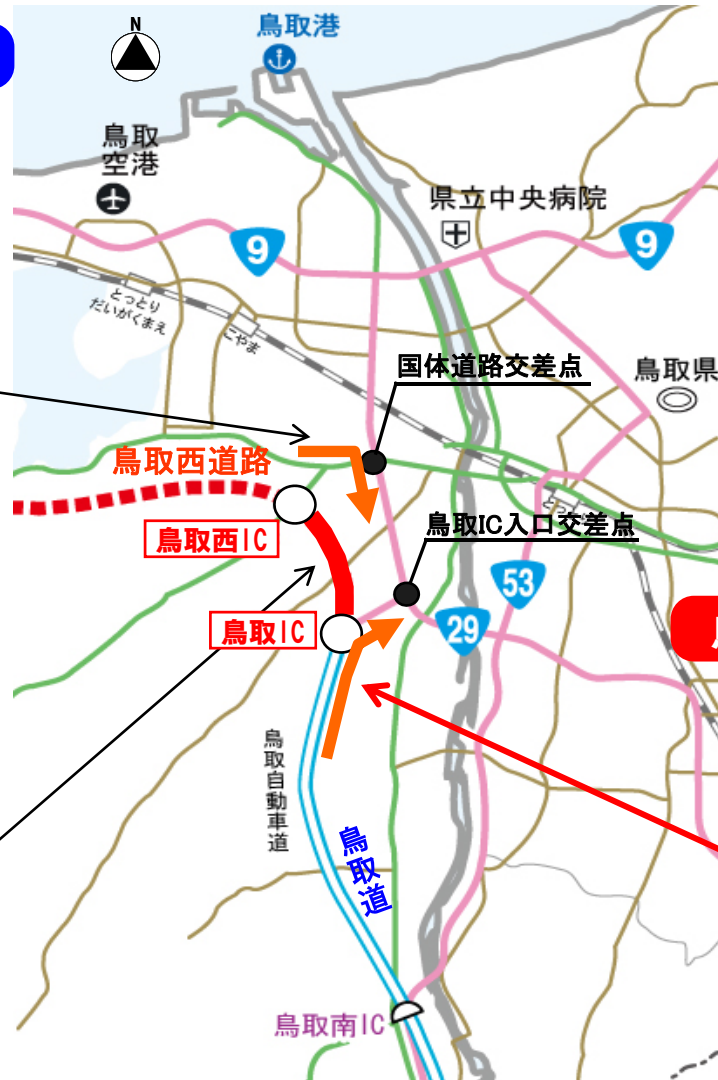 N
鳥取港
鳥取
空港
県立中央病院
9
9
とっとり
だいがくまえ
こやま
国体道路交差点
鳥取県
鳥取西道路
鳥取西IC
鳥取IC入口交差点
53
鳥取IC
29
鳥取自動車道
鳥取道
鳥取南IC